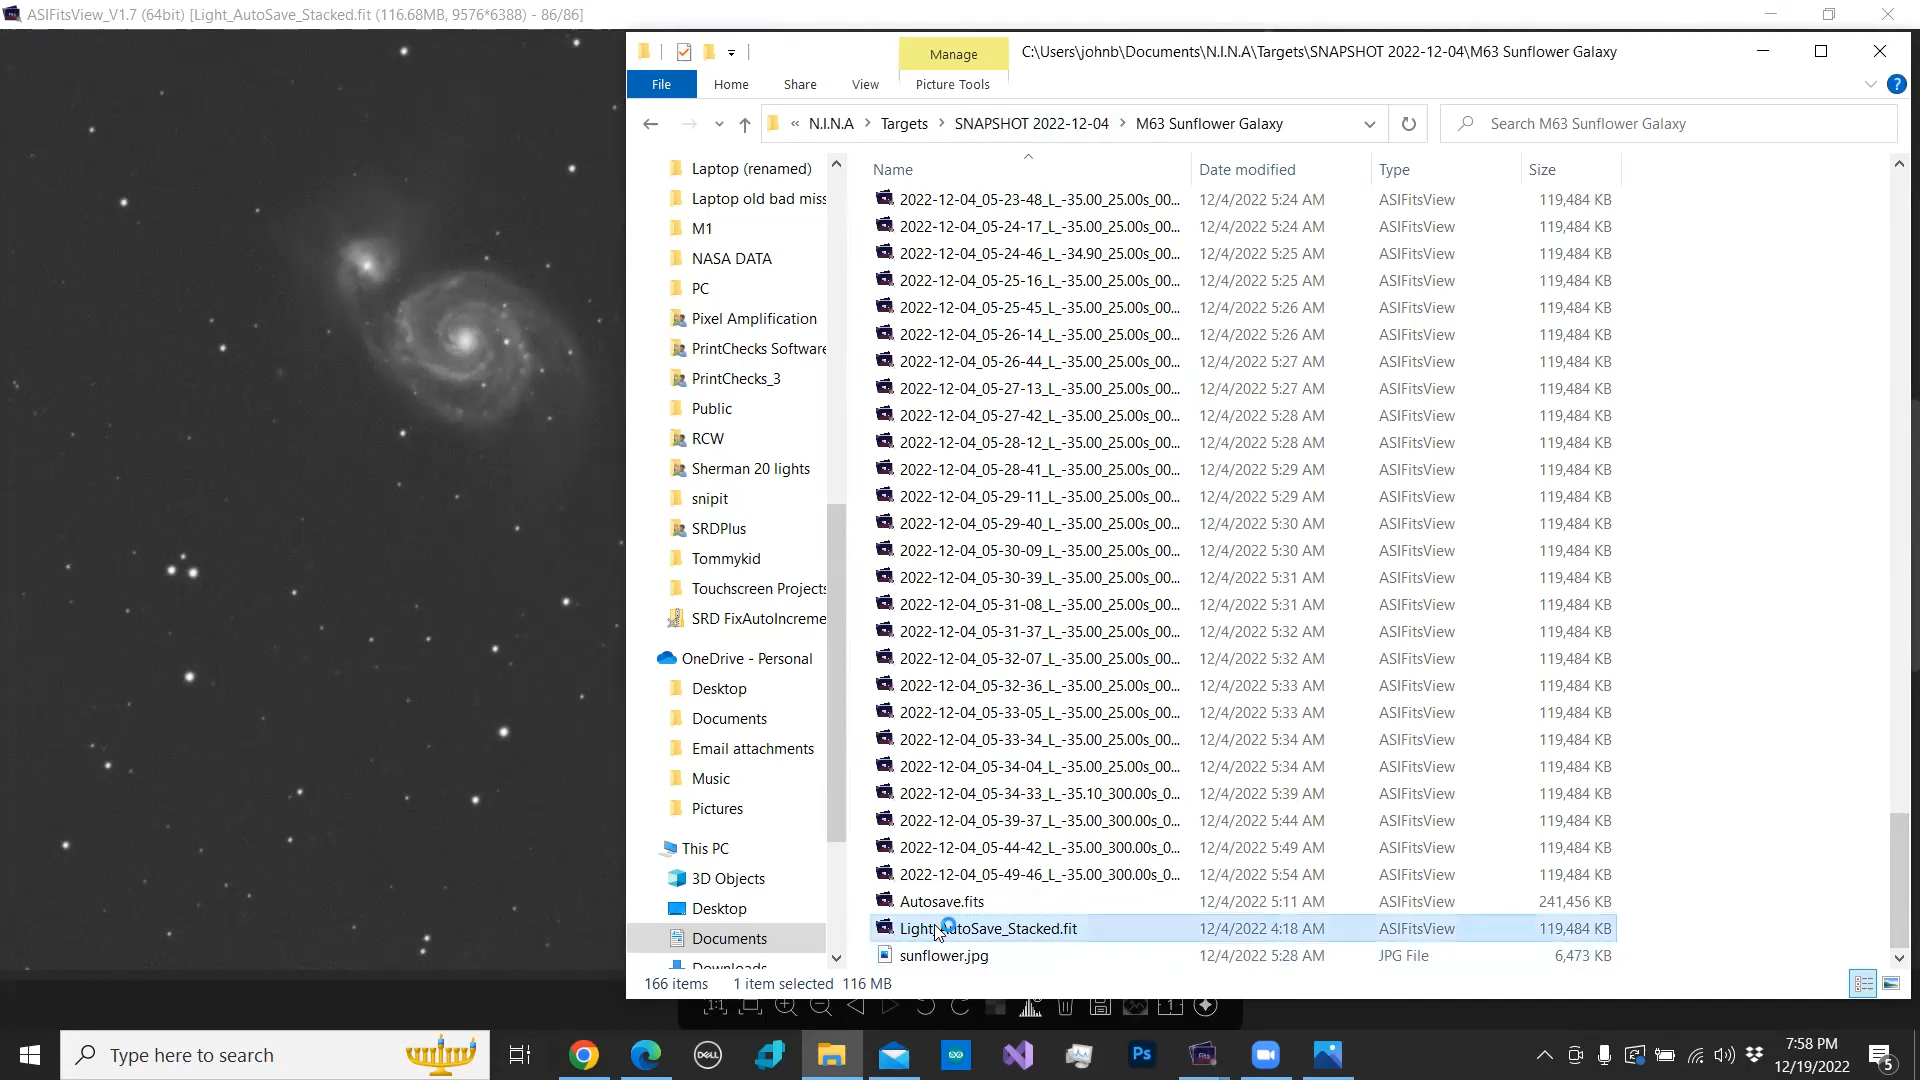 ASIFitsView_V1.7 (64bit) [Light_AutoSave_Stacked.fit (116.68MB, 9576*6388) - 86/86]
Manage
C:\Users\johnb\Documents\N.I.N.A\Targets\SNAPSHOT 2022-12-04\M63 Sunflower Galaxy
File
Home
Share
View
Picture Tools
?
« N.I.N.A > Targets > SNAPSHOT 2022-12-04 > M63 Sunflower Galaxy
Search M63 Sunflower Galaxy
Laptop (renamed)
Laptop old bad miss
M1
NASA DATA
PC
Pixel Amplification
PrintChecks Software
PrintChecks_3
Public
RCW
Sherman 20 lights
snipit
SRDPlus
Tommykid
Touchscreen Projects
SRD FixAutoIncreme
OneDrive - Personal
Desktop
Documents
Email attachments
Music
Pictures
This PC
3D Objects
Desktop
Documents
Downloads
Name Date modified Type Size
2022-12-04_05-23-48_L_-35.00_25.00s_00... 12/4/2022 5:24 AM ASIFitsView 119,484 KB
2022-12-04_05-24-17_L_-35.00_25.00s_00... 12/4/2022 5:24 AM ASIFitsView 119,484 KB
2022-12-04_05-24-46_L_-34.90_25.00s_00... 12/4/2022 5:25 AM ASIFitsView 119,484 KB
2022-12-04_05-25-16_L_-35.00_25.00s_00... 12/4/2022 5:25 AM ASIFitsView 119,484 KB
2022-12-04_05-25-45_L_-35.00_25.00s_00... 12/4/2022 5:26 AM ASIFitsView 119,484 KB
2022-12-04_05-26-14_L_-35.00_25.00s_00... 12/4/2022 5:26 AM ASIFitsView 119,484 KB
2022-12-04_05-26-44_L_-35.00_25.00s_00... 12/4/2022 5:27 AM ASIFitsView 119,484 KB
2022-12-04_05-27-13_L_-35.00_25.00s_00... 12/4/2022 5:27 AM ASIFitsView 119,484 KB
2022-12-04_05-27-42_L_-35.00_25.00s_00... 12/4/2022 5:28 AM ASIFitsView 119,484 KB
2022-12-04_05-28-12_L_-35.00_25.00s_00... 12/4/2022 5:28 AM ASIFitsView 119,484 KB
2022-12-04_05-28-41_L_-35.00_25.00s_00... 12/4/2022 5:29 AM ASIFitsView 119,484 KB
2022-12-04_05-29-11_L_-35.00_25.00s_00... 12/4/2022 5:29 AM ASIFitsView 119,484 KB
2022-12-04_05-29-40_L_-35.00_25.00s_00... 12/4/2022 5:30 AM ASIFitsView 119,484 KB
2022-12-04_05-30-09_L_-35.00_25.00s_00... 12/4/2022 5:30 AM ASIFitsView 119,484 KB
2022-12-04_05-30-39_L_-35.00_25.00s_00... 12/4/2022 5:31 AM ASIFitsView 119,484 KB
2022-12-04_05-31-08_L_-35.00_25.00s_00... 12/4/2022 5:31 AM ASIFitsView 119,484 KB
2022-12-04_05-31-37_L_-35.00_25.00s_00... 12/4/2022 5:32 AM ASIFitsView 119,484 KB
2022-12-04_05-32-07_L_-35.00_25.00s_00... 12/4/2022 5:32 AM ASIFitsView 119,484 KB
2022-12-04_05-32-36_L_-35.00_25.00s_00... 12/4/2022 5:33 AM ASIFitsView 119,484 KB
2022-12-04_05-33-05_L_-35.00_25.00s_00... 12/4/2022 5:33 AM ASIFitsView 119,484 KB
2022-12-04_05-33-34_L_-35.00_25.00s_00... 12/4/2022 5:34 AM ASIFitsView 119,484 KB
2022-12-04_05-34-04_L_-35.00_25.00s_00... 12/4/2022 5:34 AM ASIFitsView 119,484 KB
2022-12-04_05-34-33_L_-35.10_300.00s_0... 12/4/2022 5:39 AM ASIFitsView 119,484 KB
2022-12-04_05-39-37_L_-35.00_300.00s_0... 12/4/2022 5:44 AM ASIFitsView 119,484 KB
2022-12-04_05-44-42_L_-35.00_300.00s_0... 12/4/2022 5:49 AM ASIFitsView 119,484 KB
2022-12-04_05-49-46_L_-35.00_300.00s_0... 12/4/2022 5:54 AM ASIFitsView 119,484 KB
Autosave.fits 12/4/2022 5:11 AM ASIFitsView 241,456 KB
Light_AutoSave_Stacked.fit 12/4/2022 4:18 AM ASIFitsView 119,484 KB
sunflower.jpg 12/4/2022 5:28 AM JPG File 6,473 KB
166 items 1 item selected 116 MB
1:1
Type here to search
DELL
Ps
Fits
7:58 PM
12/19/2022
5